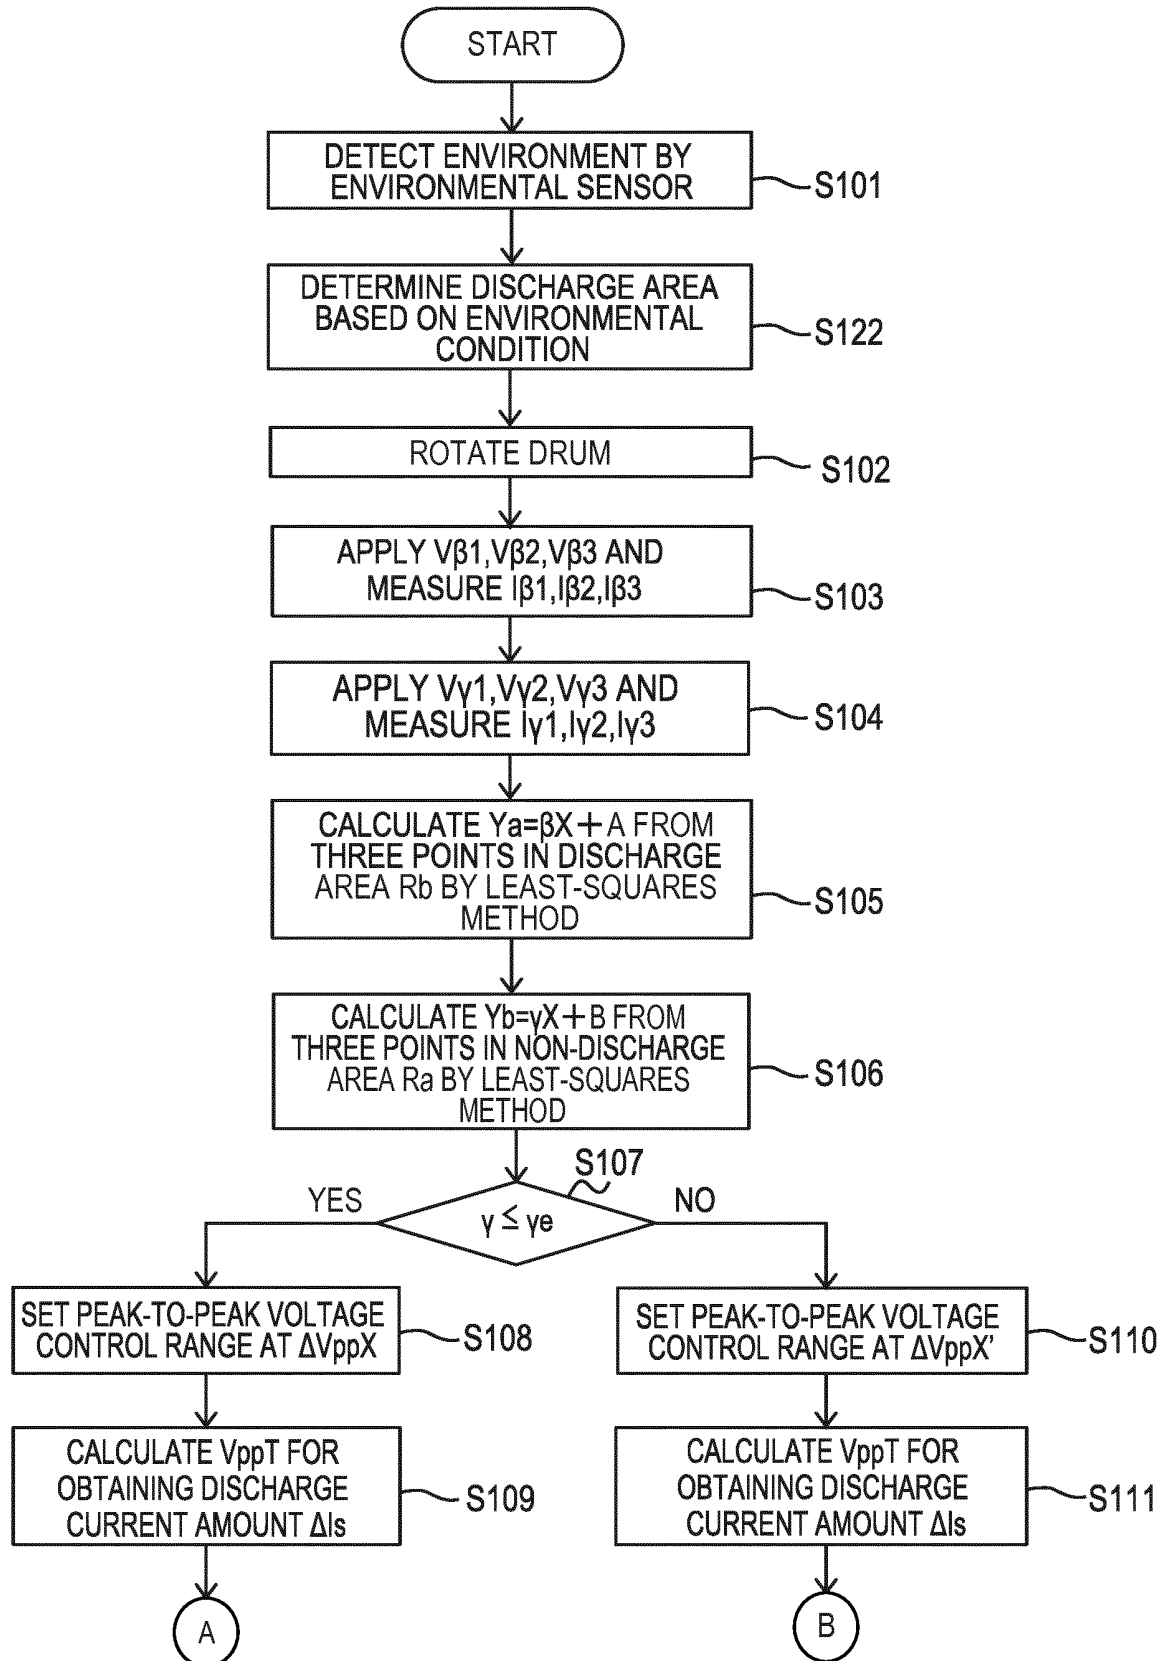 START
DETECT ENVIRONMENT BY
ENVIRONMENTAL SENSOR
S101
DETERMINE DISCHARGE AREA
BASED ON ENVIRONMENTAL
CONDITION
S122
ROTATE DRUM
S102
APPLY Vβ1,Vβ2,Vβ3 AND
MEASURE Iβ1,Iβ2,Iβ3
S103
APPLY Vγ1,Vγ2,Vγ3 AND
MEASURE Iγ1,Iγ2,Iγ3
S104
CALCULATE Ya=βX+A FROM
THREE POINTS IN DISCHARGE
AREA Rb BY LEAST-SQUARES
METHOD
S105
CALCULATE Yb=γX+B FROM
THREE POINTS IN NON-DISCHARGE
AREA Ra BY LEAST-SQUARES
METHOD
S106
S107
YES
γ ≤ γe
NO
SET PEAK-TO-PEAK VOLTAGE
CONTROL RANGE AT ΔVppX
S108
SET PEAK-TO-PEAK VOLTAGE
CONTROL RANGE AT ΔVppX’
S110
CALCULATE VppT FOR
OBTAINING DISCHARGE
CURRENT AMOUNT ΔIs
S109
CALCULATE VppT FOR
OBTAINING DISCHARGE
CURRENT AMOUNT ΔIs
S111
A
B